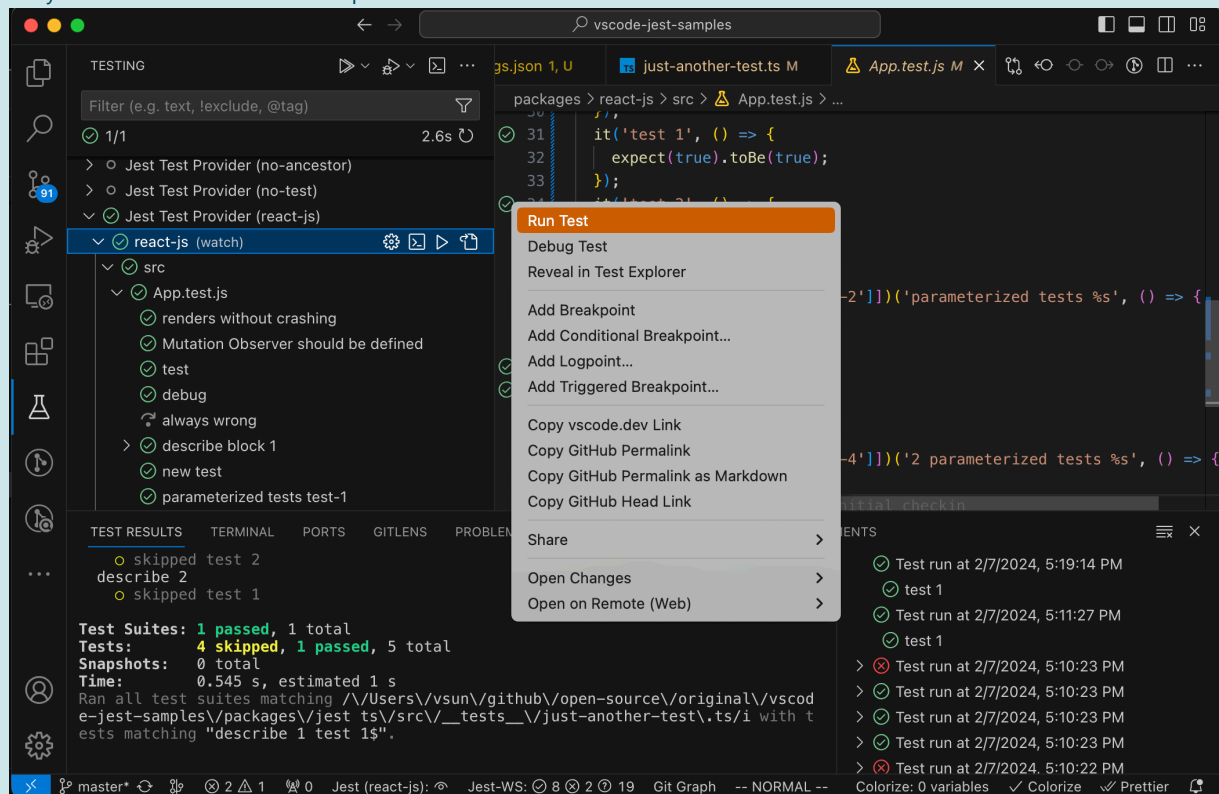 vscode-jest-samples
TESTING
Filter (e.g. text, !exclude, @tag)
1/1
2.6s
Jest Test Provider (no-ancestor)
Jest Test Provider (no-test)
Jest Test Provider (react-js)
react-js (watch)
src
App.test.js
renders without crashing
Mutation Observer should be defined
test
debug
always wrong
describe block 1
new test
parameterized tests test-1
91
gs.json 1, U
TS just-another-test.ts M
App.test.js M
packages > react-js > src > App.test.js > ...
31 it('test 1', () => {
32 expect(true).toBe(true);
33 });
-2']])('parameterized tests %s', () => {
-4']])('2 parameterized tests %s', () => {
Run Test
Debug Test
Reveal in Test Explorer
Add Breakpoint
Add Conditional Breakpoint...
Add Logpoint...
Add Triggered Breakpoint...
Copy vscode.dev Link
Copy GitHub Permalink
Copy GitHub Permalink as Markdown
Copy GitHub Head Link
Share
Open Changes
Open on Remote (Web)
TEST RESULTS TERMINAL PORTS GITLENS PROBLEM
ENTS
skipped test 2
describe 2
skipped test 1
Test Suites: 1 passed, 1 total
Tests: 4 skipped, 1 passed, 5 total
Snapshots: 0 total
Time: 0.545 s, estimated 1 s
Ran all test suites matching /\/Users\/vsun\/github\/open-source\/original\/vscod
e-jest-samples\/packages\/jest ts\/src\/__tests__\/just-another-test\.ts/i with t
ests matching "describe 1 test 1$".
Test run at 2/7/2024, 5:19:14 PM
test 1
Test run at 2/7/2024, 5:11:27 PM
test 1
Test run at 2/7/2024, 5:10:23 PM
Test run at 2/7/2024, 5:10:23 PM
Test run at 2/7/2024, 5:10:23 PM
Test run at 2/7/2024, 5:10:23 PM
Test run at 2/7/2024, 5:10:22 PM
master* 2 1 0 Jest (react-js): Jest-WS: 8 2 19 Git Graph -- NORMAL -- Colorize: 0 variables Colorize Prettier